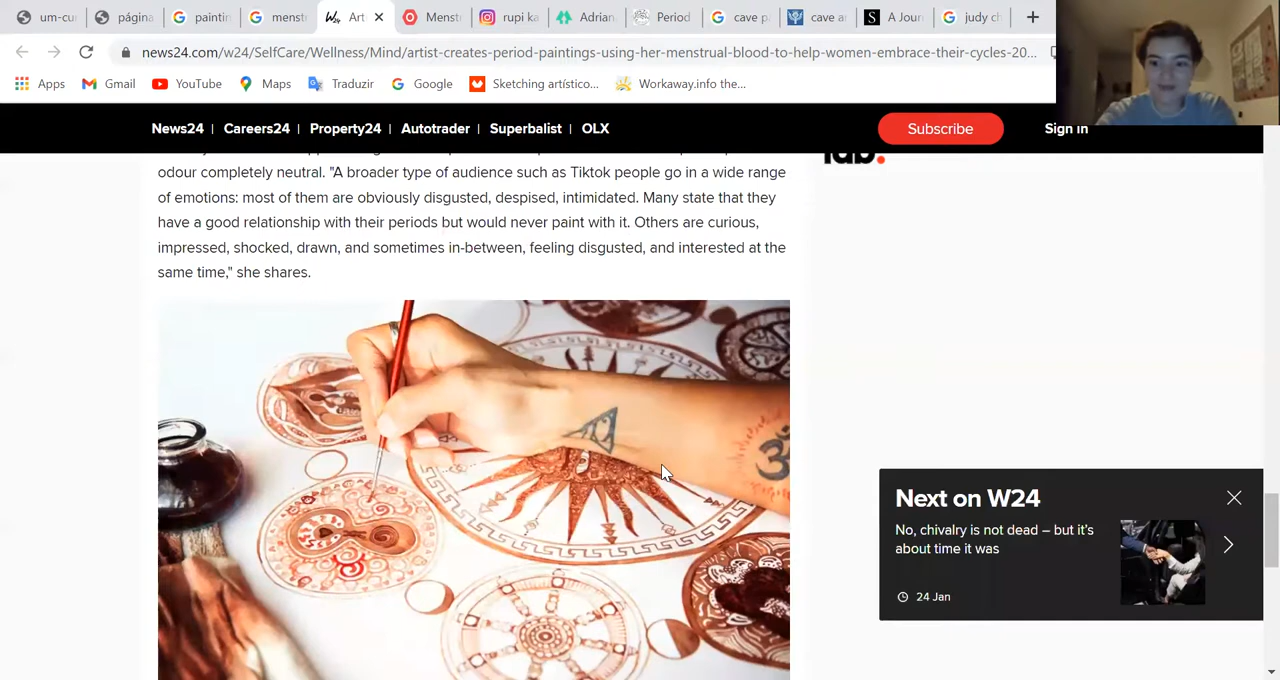 um-cur
página
paintin
menst
Art
Menst
rupi ka
Adrian
Period
cave p
cave ar
A Jour
judy ch
news24.com/w24/SelfCare/Wellness/Mind/artist-creates-period-paintings-using-her-menstrual-blood-to-help-women-embrace-their-cycles-20...
Apps Gmail YouTube Maps Traduzir Google Sketching artístico... Workaway.info the...
News24 | Careers24 | Property24 | Autotrader | Superbalist | OLX
Subscribe
Sign in
lab.
odour completely neutral. "A broader type of audience such as Tiktok people go in a wide range
of emotions: most of them are obviously disgusted, despised, intimidated. Many state that they
have a good relationship with their periods but would never paint with it. Others are curious,
impressed, shocked, drawn, and sometimes in-between, feeling disgusted, and interested at the
same time," she shares.
Next on W24
No, chivalry is not dead – but it's
about time it was
24 Jan